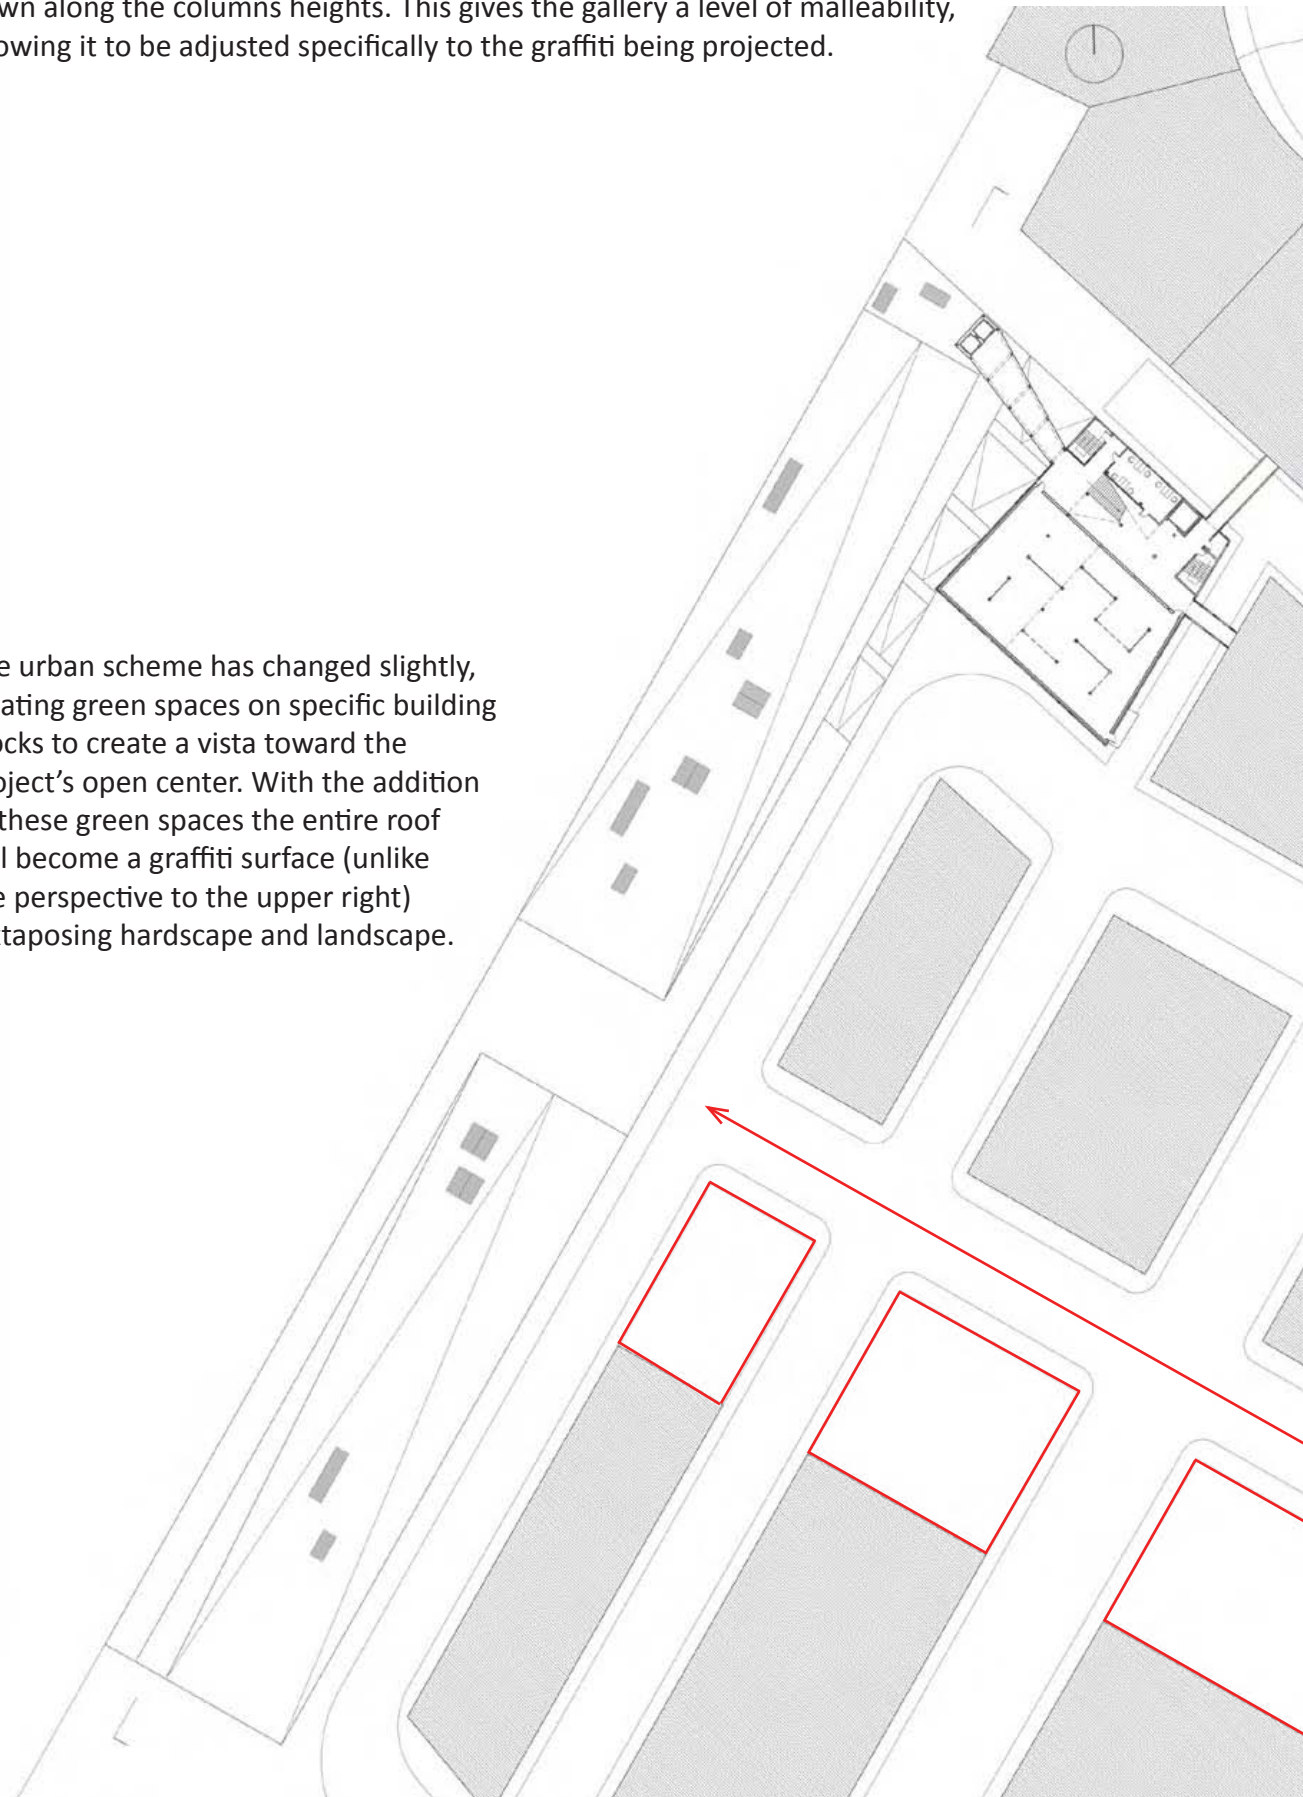 wn along the columns heights. This gives the gallery a level of malleability,
owing it to be adjusted specifically to the graffiti being projected.
e urban scheme has changed slightly,
ating green spaces on specific building
ocks to create a vista toward the
oject's open center. With the addition
these green spaces the entire roof
l become a graffiti surface (unlike
e perspective to the upper right)
taposing hardscape and landscape.